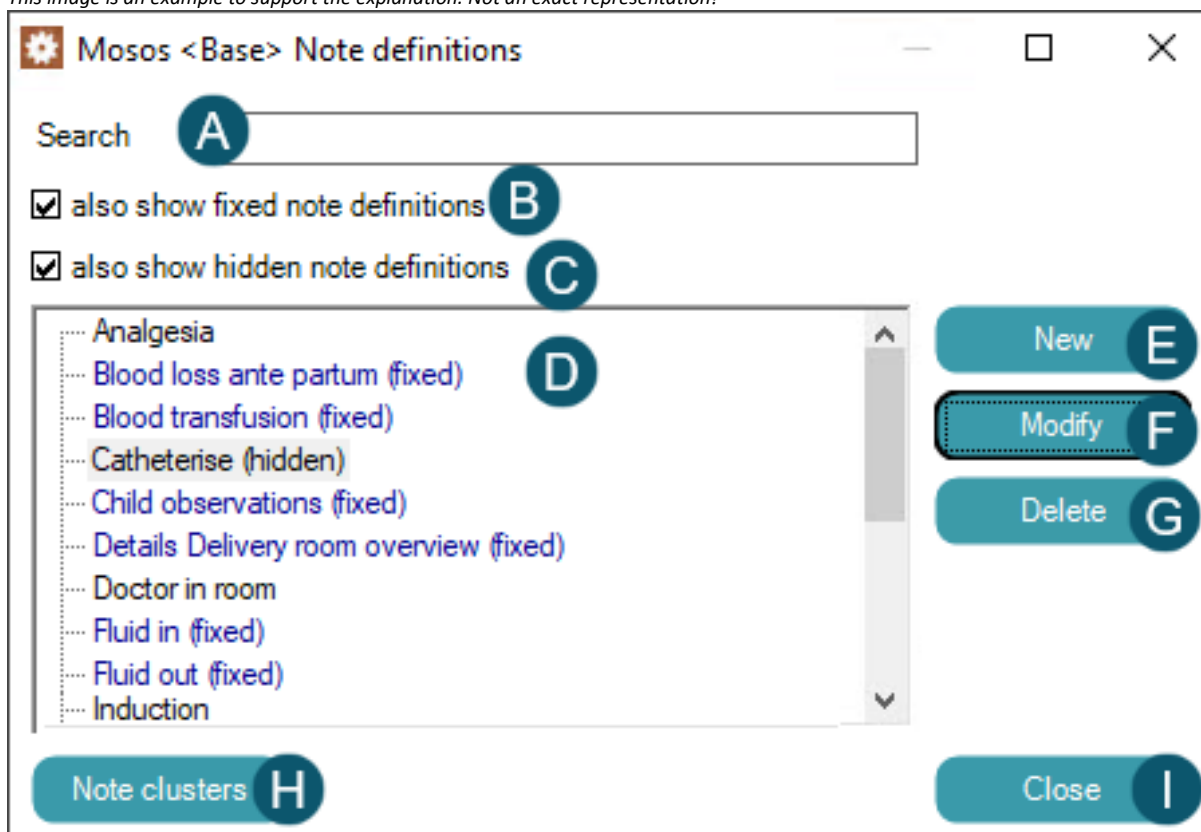 This image is an example to support the explanation. Not an exact representation!
Mosos <Base> Note definitions
Search A
also show fixed note definitions B
also show hidden note definitions C
Analgesia
Blood loss ante partum (fixed) D
Blood transfusion (fixed)
Catheterise (hidden)
Child observations (fixed)
Details Delivery room overview (fixed)
Doctor in room
Fluid in (fixed)
Fluid out (fixed)
Induction
New E
Modify F
Delete G
Note clusters H
Close I